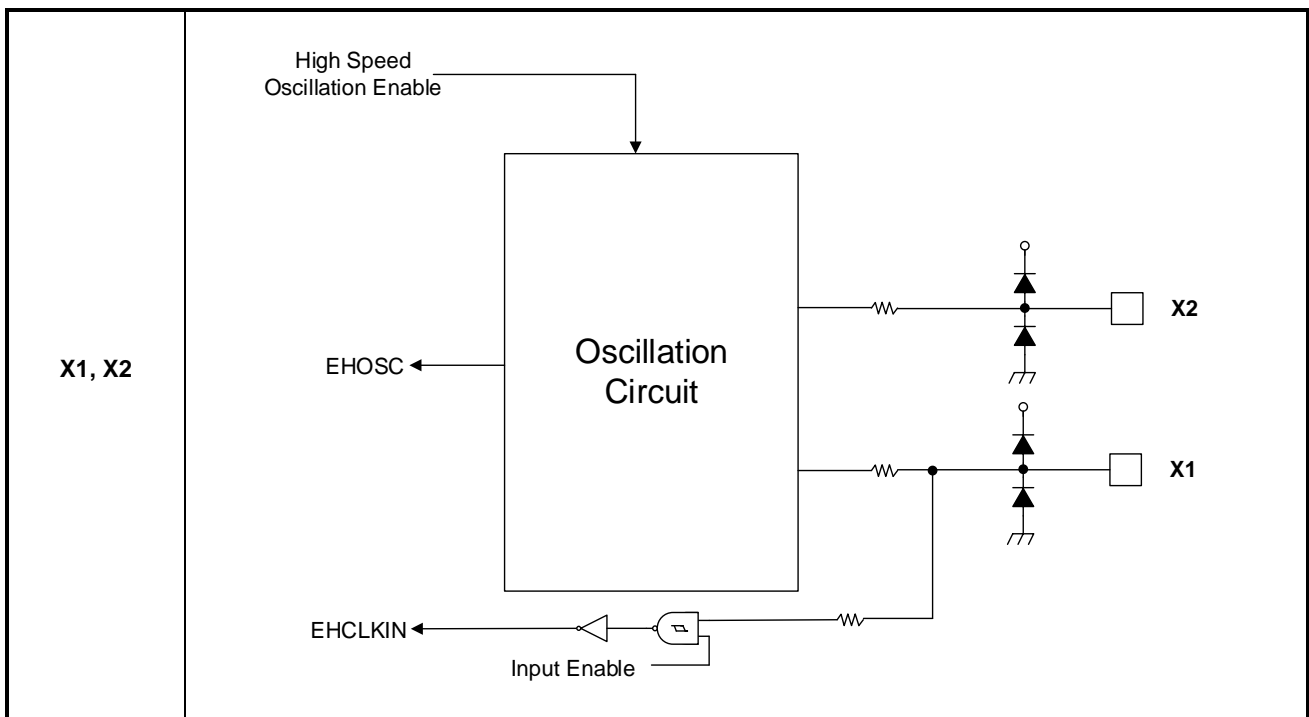 X1, X2
High Speed
Oscillation Enable
Oscillation
Circuit
X2
EHOSC
X1
EHCLKIN
Input Enable